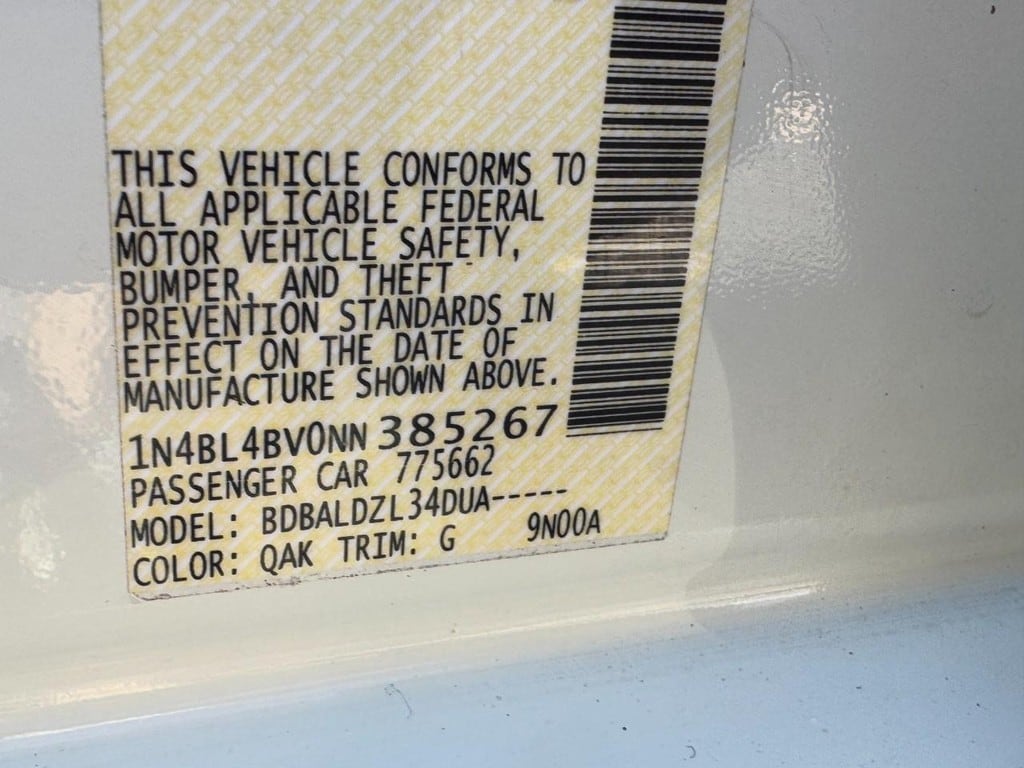 THIS VEHICLE CONFORMS TO
ALL APPLICABLE FEDERAL
MOTOR VEHICLE SAFETY,
BUMPER, AND THEFT
PREVENTION STANDARDS IN
EFFECT ON THE DATE OF
MANUFACTURE SHOWN ABOVE.
1N4BL4BV0NN385267
PASSENGER CAR 775662
MODEL: BDBALDZL34DUA-----
COLOR: QAK TRIM: G 9N00A